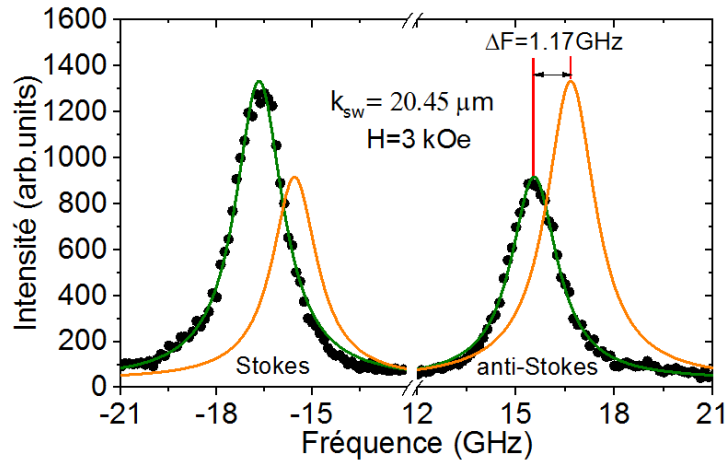 1600
1400
1200
1000
800
600
400
200
0
Intensité (arb.units)
ΔF=1.17GHz
k_sw = 20.45 µm
H=3 kOe
Stokes
anti-Stokes
-21 -18 -15 12 15 18 21
Fréquence (GHz)